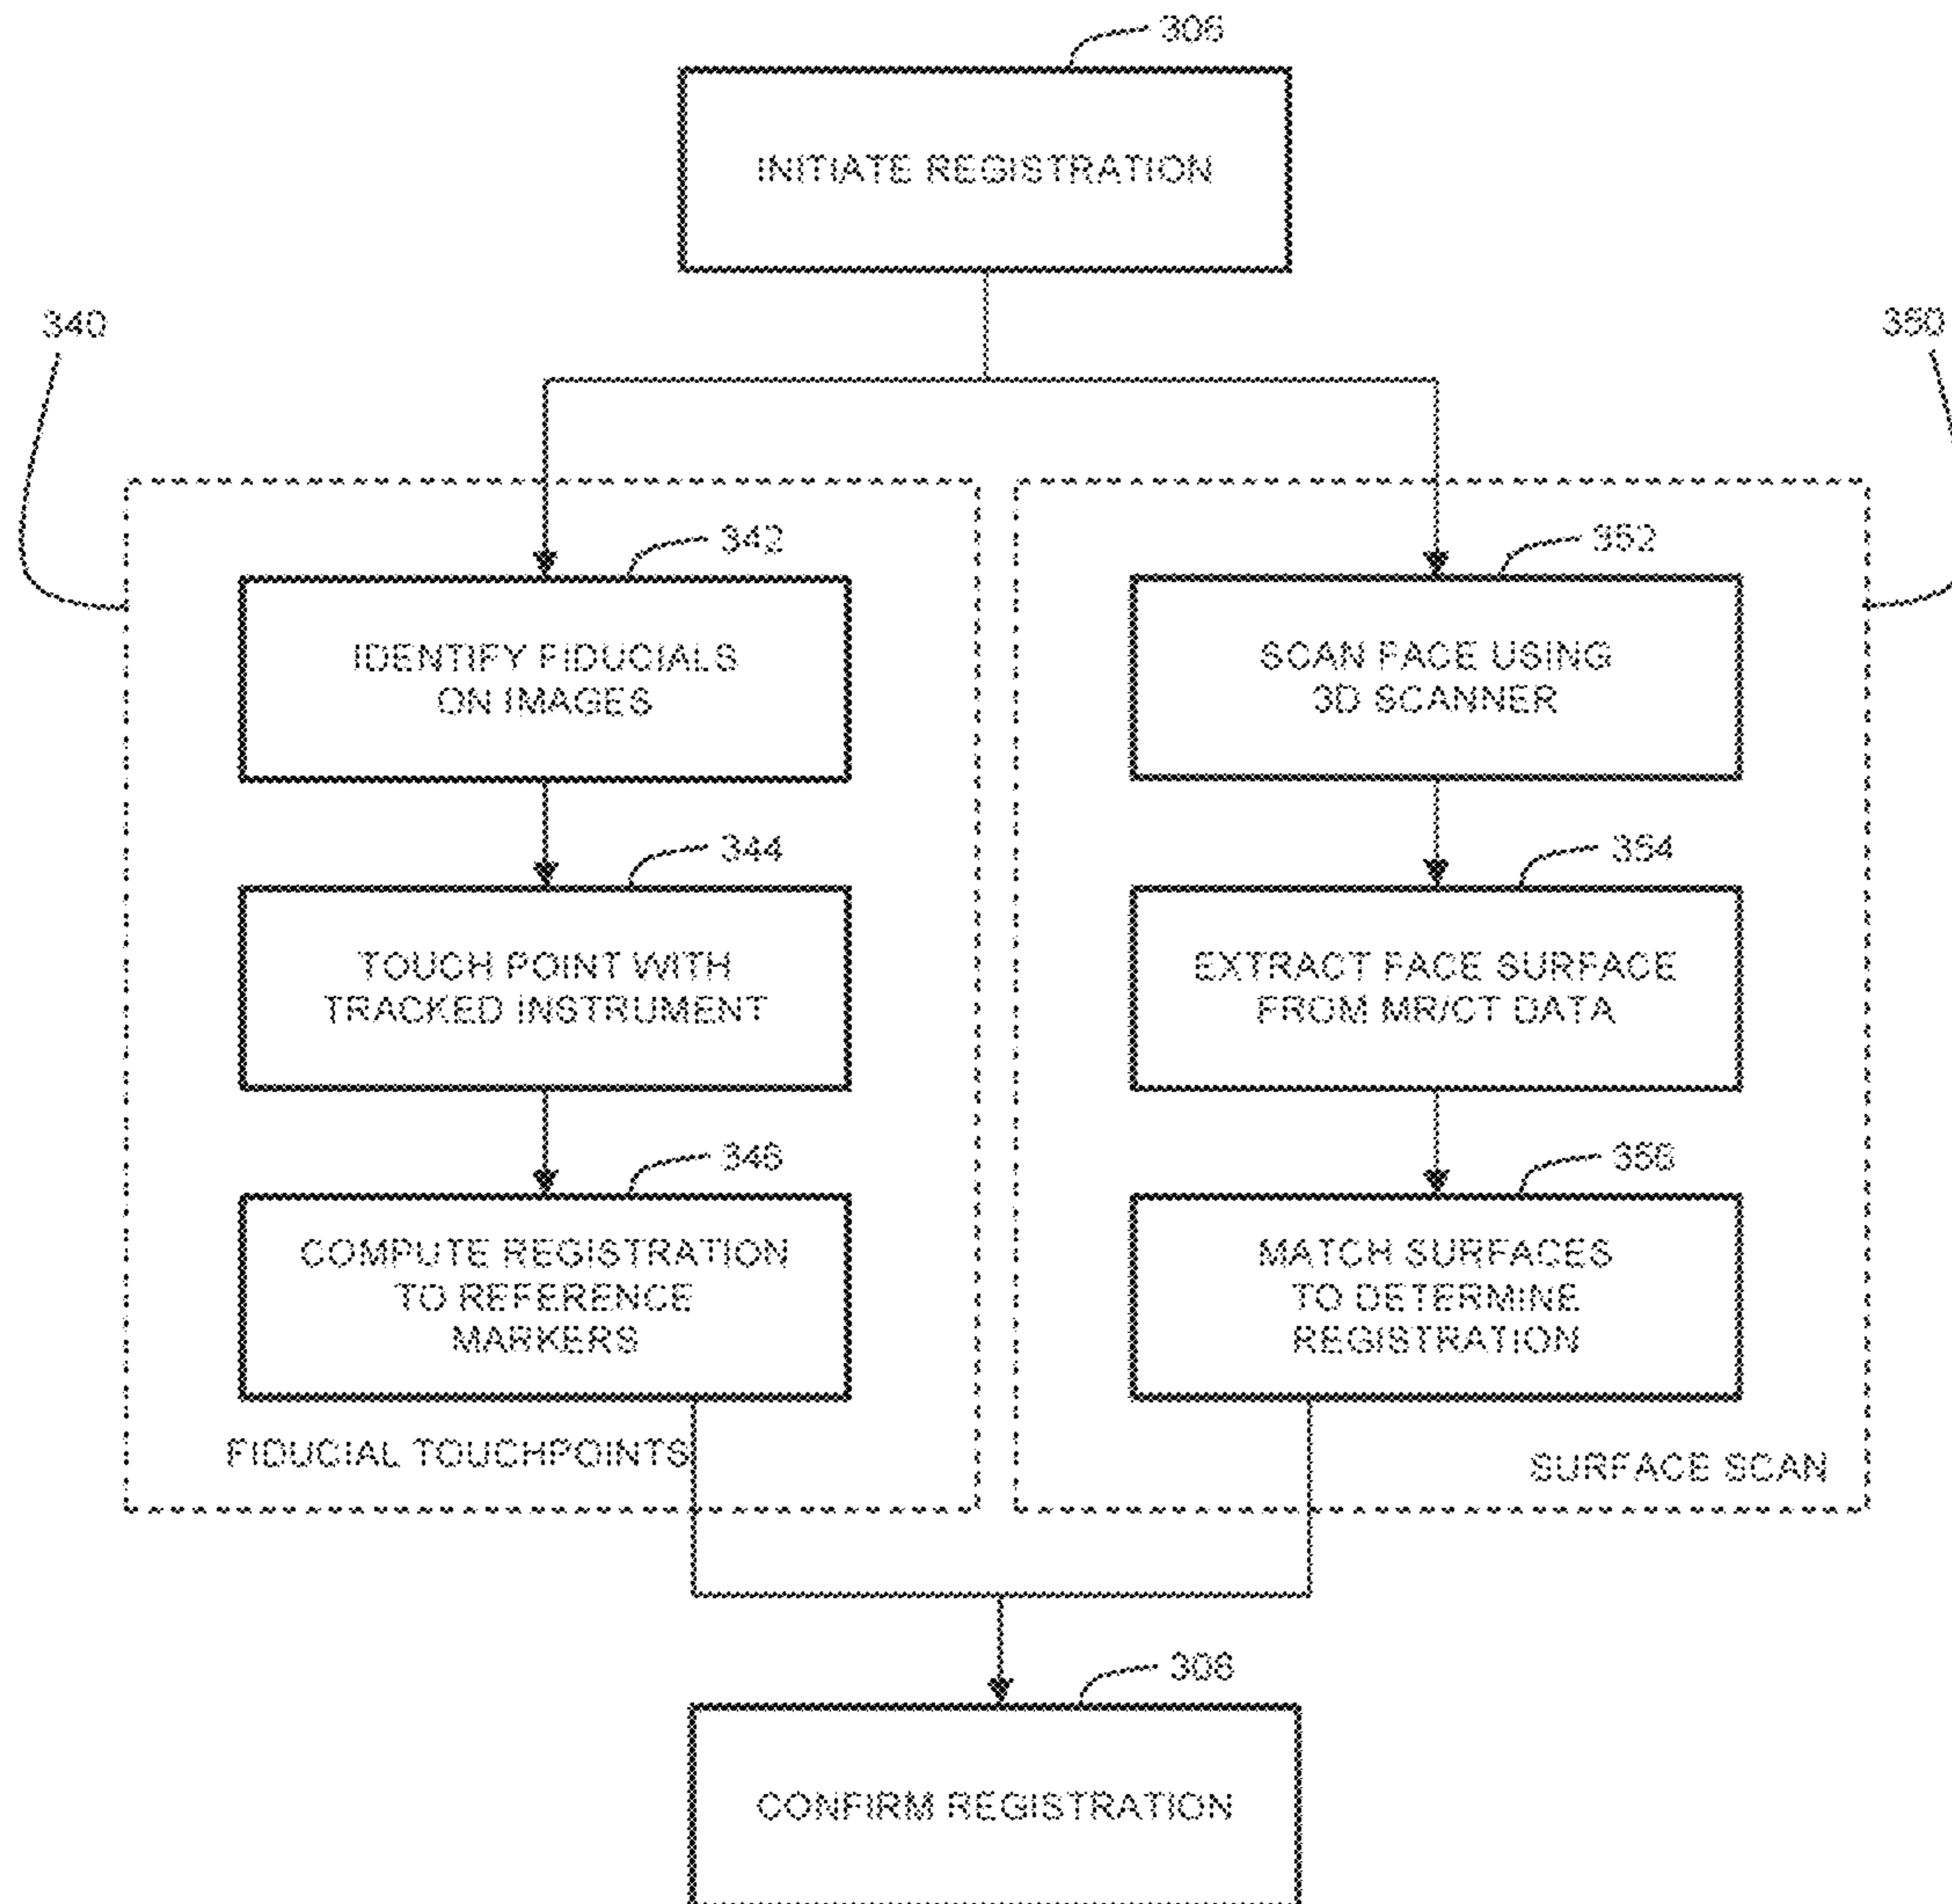 306
INITIATE REGISTRATION
340
350
342
352
IDENTIFY FIDUCIALS
ON IMAGES
SCAN FACE USING
3D SCANNER
344
354
TOUCH POINT WITH
TRACKED INSTRUMENT
EXTRACT FACE SURFACE
FROM MR/CT DATA
346
356
COMPUTE REGISTRATION
TO REFERENCE
MARKERS
MATCH SURFACES
TO DETERMINE
REGISTRATION
FIDUCIAL TOUCHPOINTS
SURFACE SCAN
CONFIRM REGISTRATION